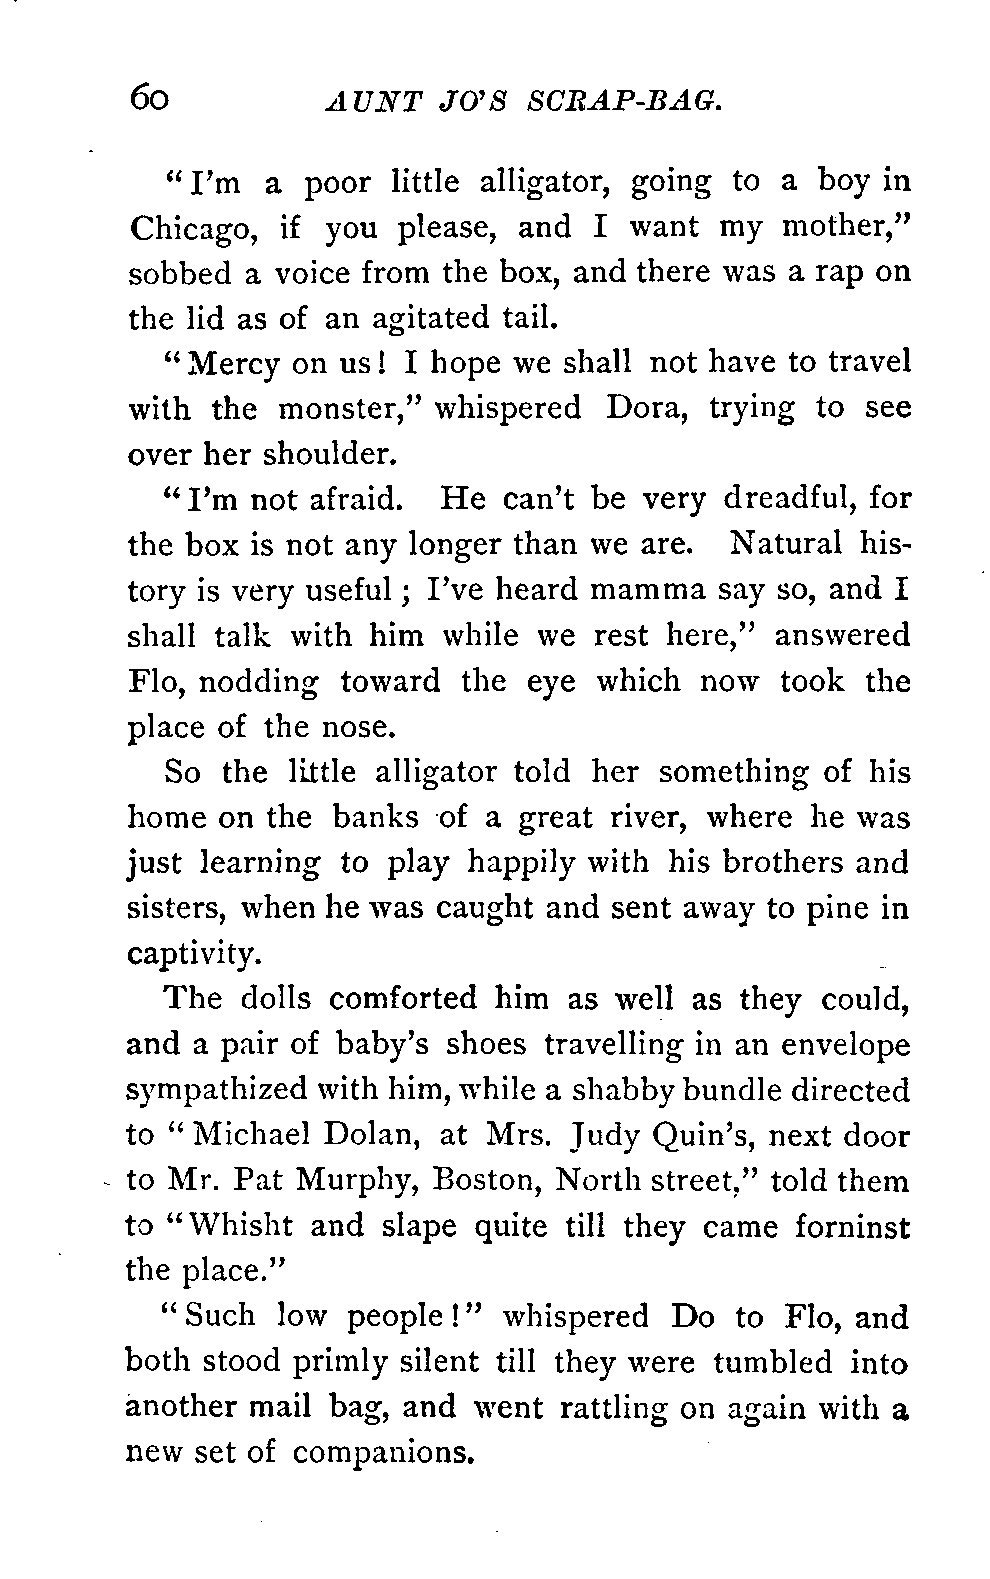 60 AUNT JO'S SCRAP-BAG.
"I'm a poor little alligator, going to a boy in
Chicago, if you please, and I want my mother,"
sobbed a voice from the box, and there was a rap on
the lid as of an agitated tail.
"Mercy on us! I hope we shall not have to travel
with the monster," whispered Dora, trying to see
over her shoulder.
"I'm not afraid. He can't be very dreadful, for
the box is not any longer than we are. Natural his-
tory is very useful; I've heard mamma say so, and I
shall talk with him while we rest here," answered
Flo, nodding toward the eye which now took the
place of the nose.
So the little alligator told her something of his
home on the banks of a great river, where he was
just learning to play happily with his brothers and
sisters, when he was caught and sent away to pine in
captivity.
The dolls comforted him as well as they could,
and a pair of baby's shoes travelling in an envelope
sympathized with him, while a shabby bundle directed
to "Michael Dolan, at Mrs. Judy Quin's, next door
to Mr. Pat Murphy, Boston, North street," told them
to "Whisht and slape quite till they came forninst
the place."
"Such low people!" whispered Do to Flo, and
both stood primly silent till they were tumbled into
another mail bag, and went rattling on again with a
new set of companions.